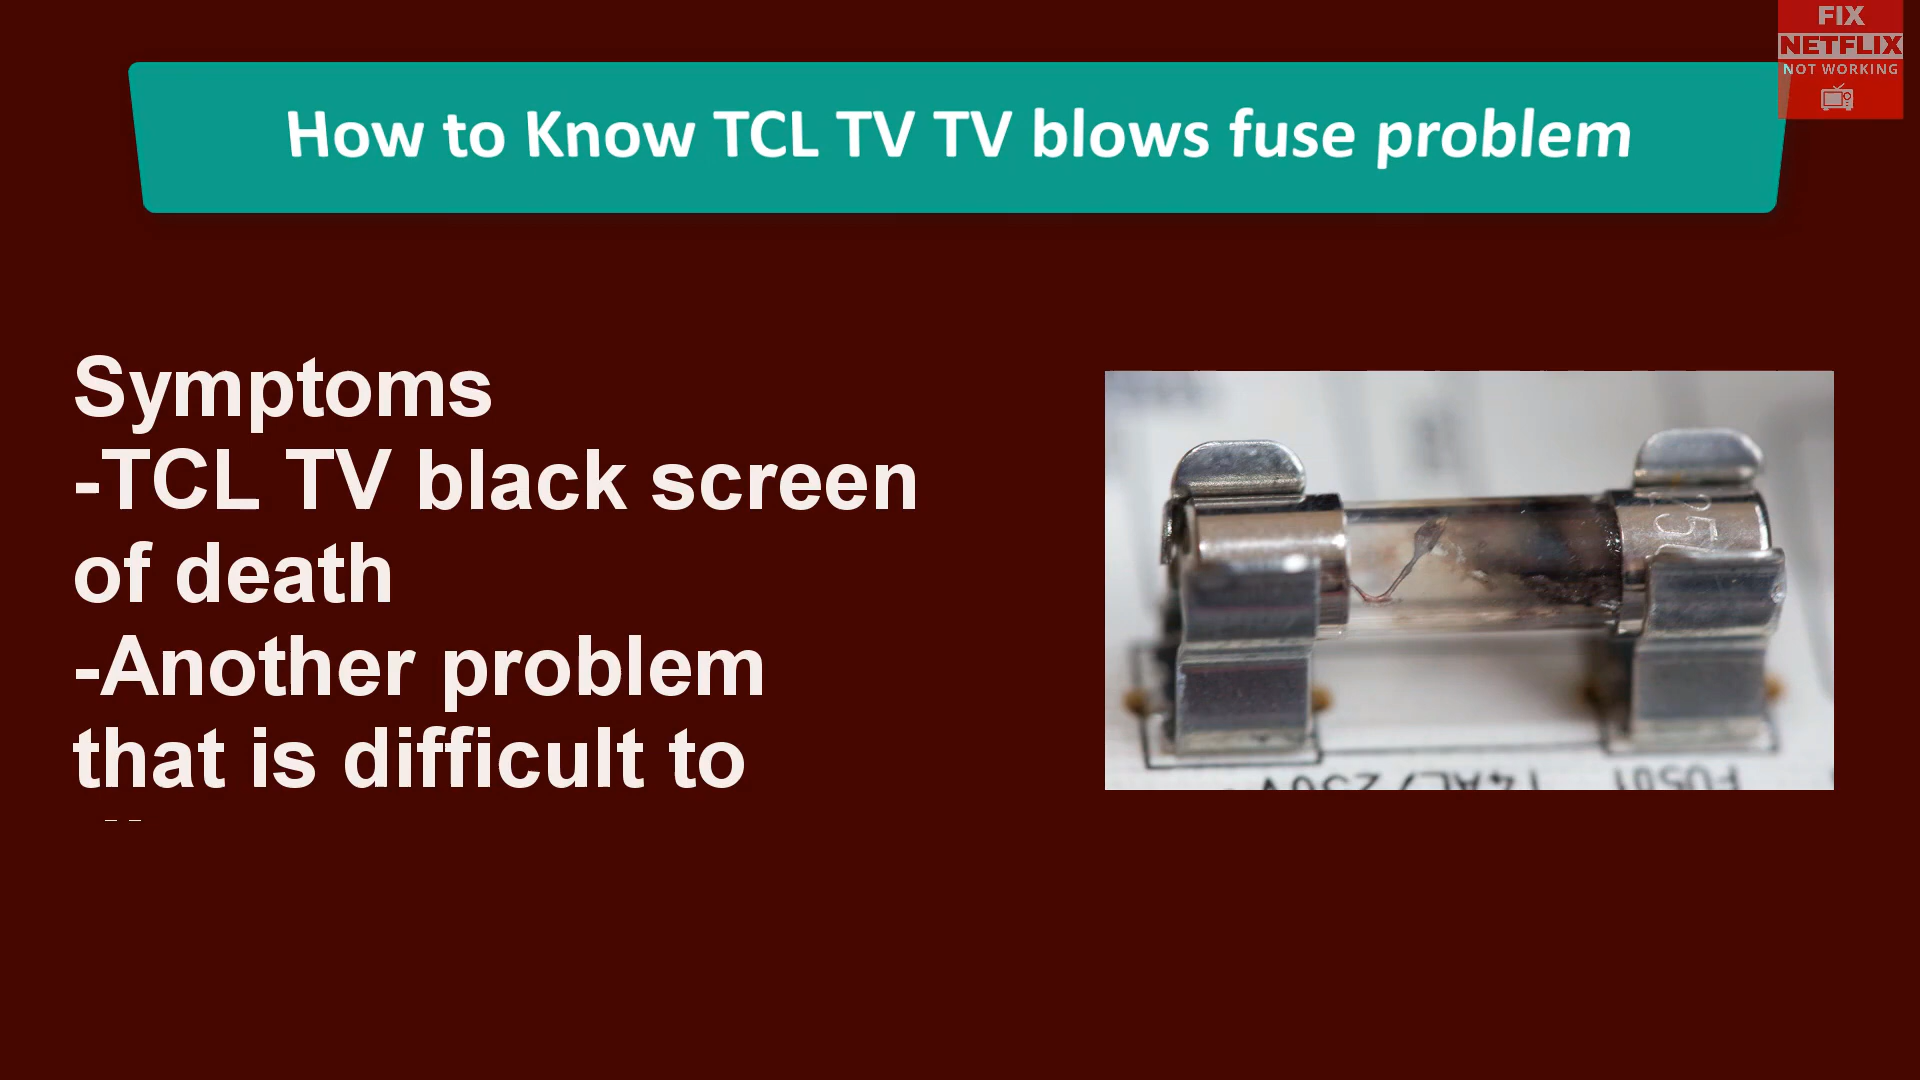 FIX
NETFLIX
NOT WORKING
How to Know TCL TV TV blows fuse problem
Symptoms
-TCL TV black screen
of death
-Another problem
that is difficult to